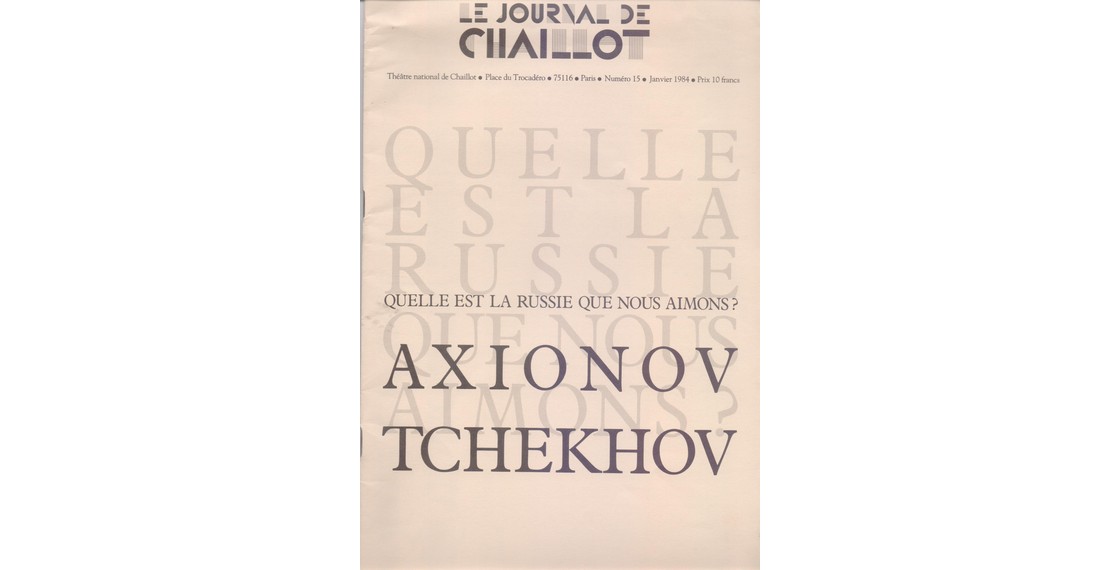 LE JOURNAL DE
CHAILLOT
Théâtre national de Chaillot ● Place du Trocadéro ● 75116 ● Paris ● Numéro 15 ● Janvier 1984 ● Prix 10 francs
QUELLE
EST LA
RUSSIE
QUELLE EST LA RUSSIE QUE NOUS AIMONS ?
QUE NOUS
AXIONOV
AIMONS ?
TCHEKHOV